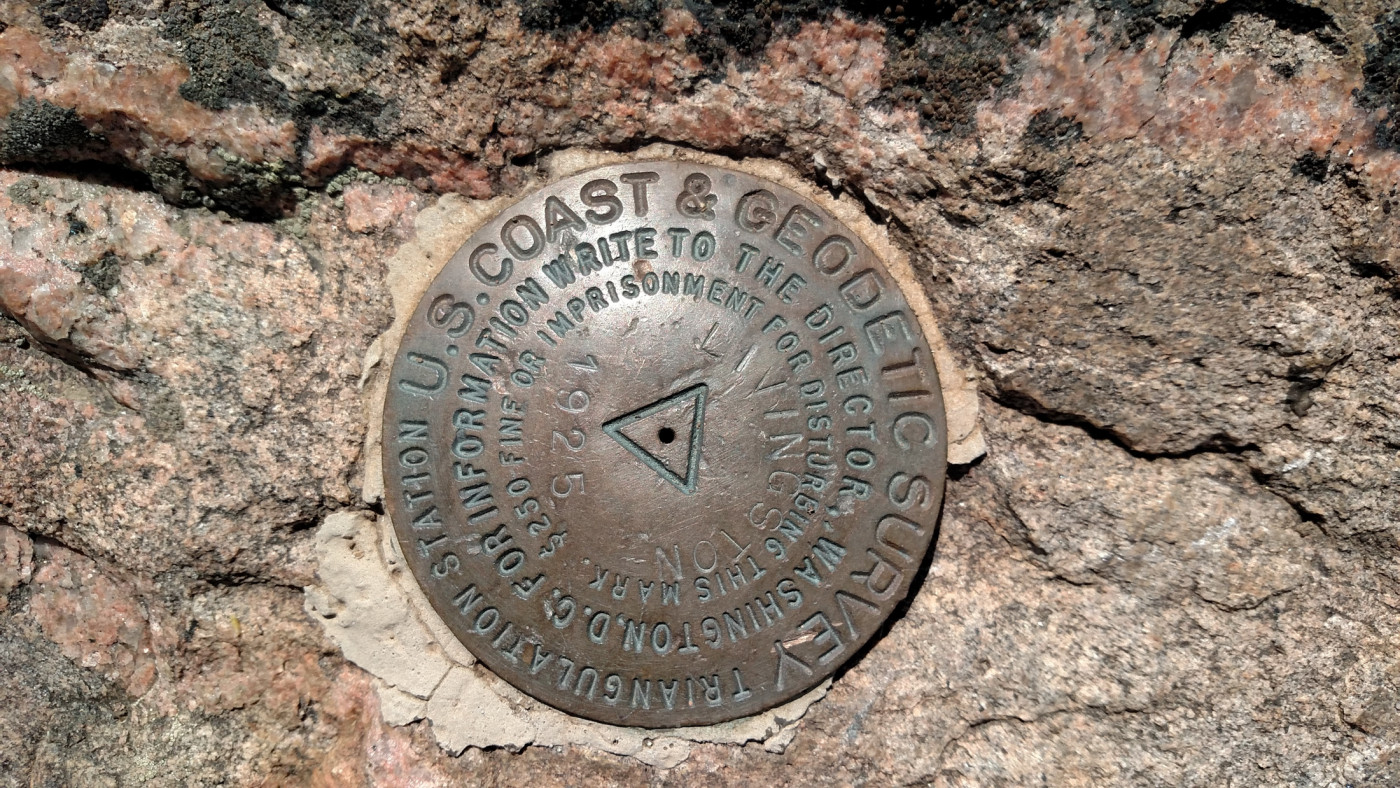 U.S. COAST & GEODETIC SURVEY
TRIANGULATION STATION
FOR INFORMATION WRITE TO THE DIRECTOR, WASHINGTON, D.C.
$250 FINE OR IMPRISONMENT FOR DISTURBING THIS MARK.
LIVINGSTON
1925